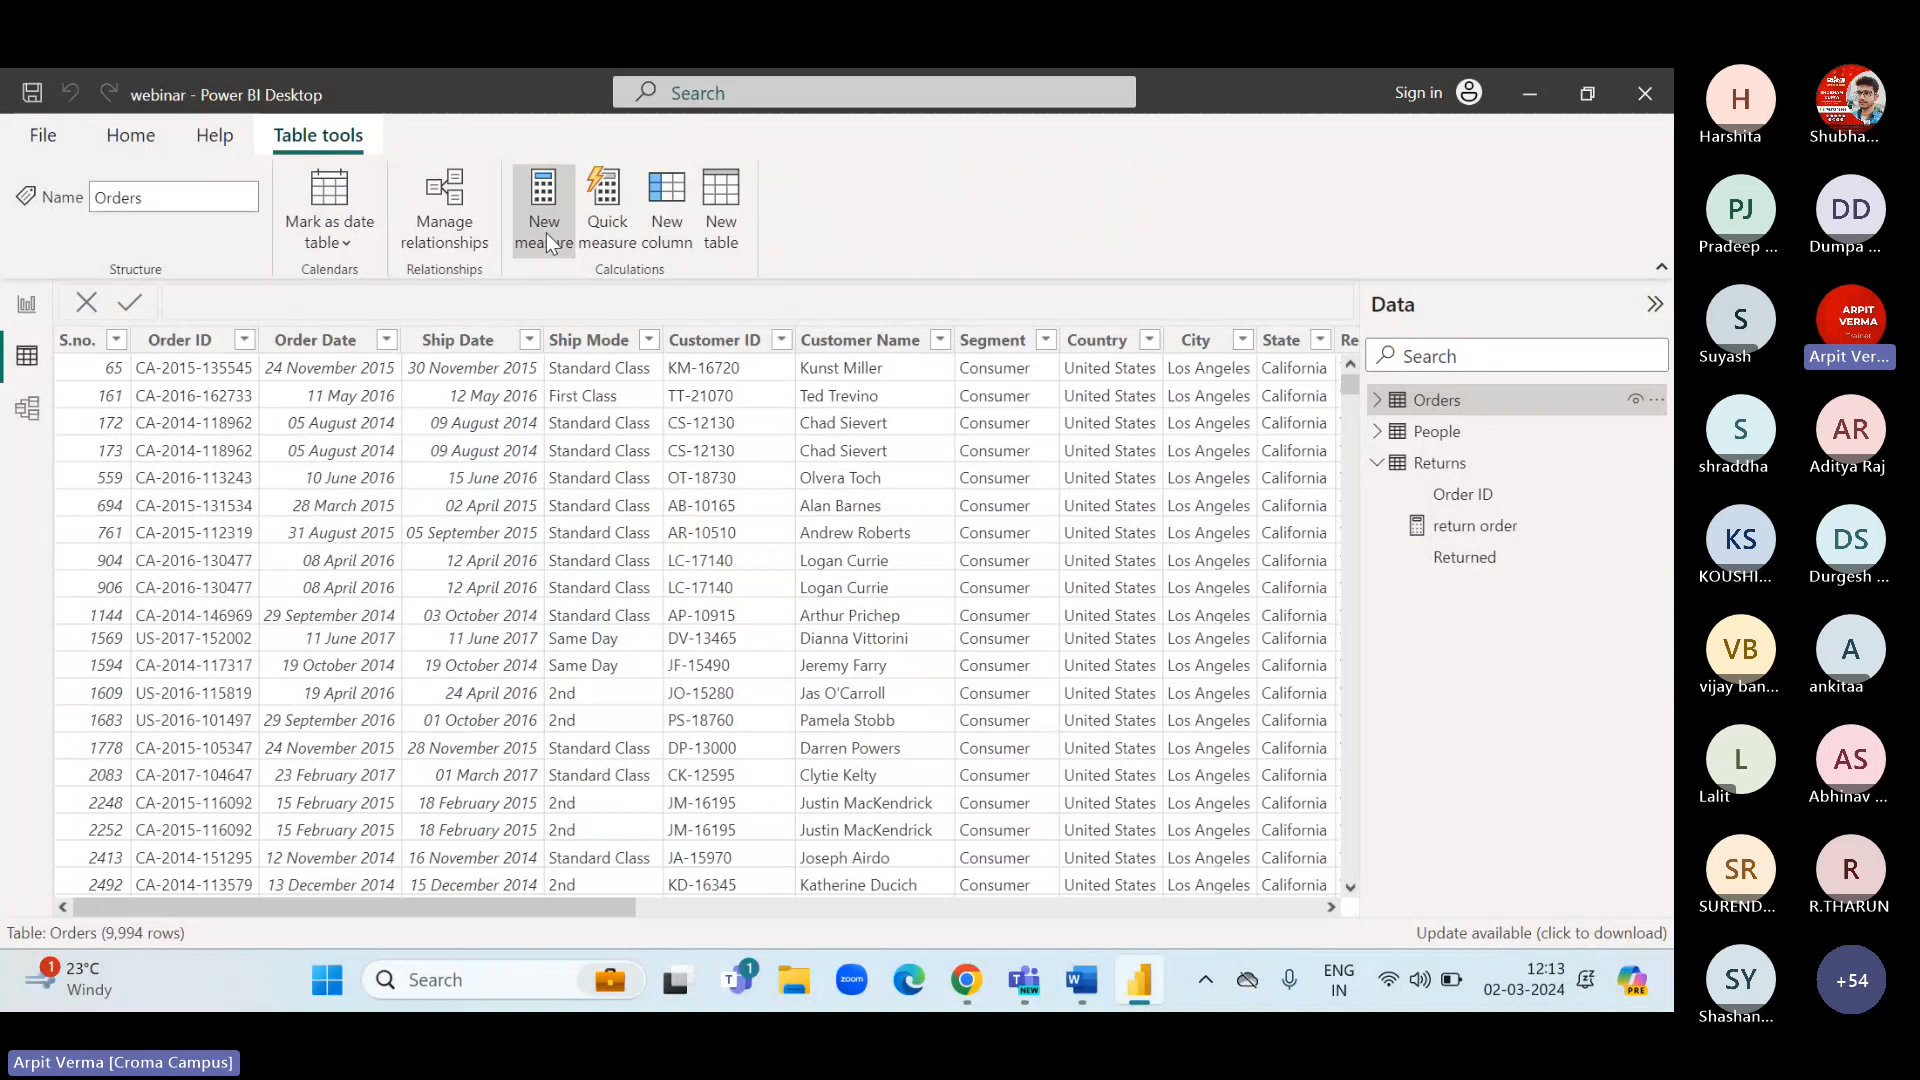 webinar - Power BI Desktop
Search
Sign in
File Home Help Table tools
Name Orders
Mark as date table
Manage relationships
New measure
Quick measure
New column
New table
Structure Calendars Relationships Calculations
S.no. Order ID Order Date Ship Date Ship Mode Customer ID Customer Name Segment Country City State Re
65 CA-2015-135545 24 November 2015 30 November 2015 Standard Class KM-16720 Kunst Miller Consumer United States Los Angeles California
161 CA-2016-162733 11 May 2016 12 May 2016 First Class TT-21070 Ted Trevino Consumer United States Los Angeles California
172 CA-2014-118962 05 August 2014 09 August 2014 Standard Class CS-12130 Chad Sievert Consumer United States Los Angeles California
173 CA-2014-118962 05 August 2014 09 August 2014 Standard Class CS-12130 Chad Sievert Consumer United States Los Angeles California
559 CA-2016-113243 10 June 2016 15 June 2016 Standard Class OT-18730 Olvera Toch Consumer United States Los Angeles California
694 CA-2015-131534 28 March 2015 02 April 2015 Standard Class AB-10165 Alan Barnes Consumer United States Los Angeles California
761 CA-2015-112319 31 August 2015 05 September 2015 Standard Class AR-10510 Andrew Roberts Consumer United States Los Angeles California
904 CA-2016-130477 08 April 2016 12 April 2016 Standard Class LC-17140 Logan Currie Consumer United States Los Angeles California
906 CA-2016-130477 08 April 2016 12 April 2016 Standard Class LC-17140 Logan Currie Consumer United States Los Angeles California
1144 CA-2014-146969 29 September 2014 03 October 2014 Standard Class AP-10915 Arthur Prichep Consumer United States Los Angeles California
1569 US-2017-152002 11 June 2017 11 June 2017 Same Day DV-13465 Dianna Vittorini Consumer United States Los Angeles California
1594 CA-2014-117317 19 October 2014 19 October 2014 Same Day JF-15490 Jeremy Farry Consumer United States Los Angeles California
1609 US-2016-115819 19 April 2016 24 April 2016 2nd JO-15280 Jas O'Carroll Consumer United States Los Angeles California
1683 US-2016-101497 29 September 2016 01 October 2016 2nd PS-18760 Pamela Stobb Consumer United States Los Angeles California
1778 CA-2015-105347 24 November 2015 28 November 2015 Standard Class DP-13000 Darren Powers Consumer United States Los Angeles California
2083 CA-2017-104647 23 February 2017 01 March 2017 Standard Class CK-12595 Clytie Kelty Consumer United States Los Angeles California
2248 CA-2015-116092 15 February 2015 18 February 2015 2nd JM-16195 Justin MacKendrick Consumer United States Los Angeles California
2252 CA-2015-116092 15 February 2015 18 February 2015 2nd JM-16195 Justin MacKendrick Consumer United States Los Angeles California
2413 CA-2014-151295 12 November 2014 16 November 2014 Standard Class JA-15970 Joseph Airdo Consumer United States Los Angeles California
2492 CA-2014-113579 13 December 2014 15 December 2014 2nd KD-16345 Katherine Ducich Consumer United States Los Angeles California
Data
Search
Orders
People
Returns
Order ID
return order
Returned
Table: Orders (9,994 rows)
Update available (click to download)
1 23°C
Windy
Search
1
zoom
NEW
ENG
IN
12:13
02-03-2024
PRE
H
Harshita
Shubha...
PJ
Pradeep ...
DD
Dumpa ...
S
Suyash
ARPIT
VERMA
Trainer
Arpit Ver...
S
shraddha
AR
Aditya Raj
KS
KOUSHI...
DS
Durgesh ...
VB
vijay ban...
A
ankitaa
L
Lalit
AS
Abhinav ...
SR
SUREND...
R
R.THARUN
SY
Shashan...
+54
Arpit Verma [Croma Campus]